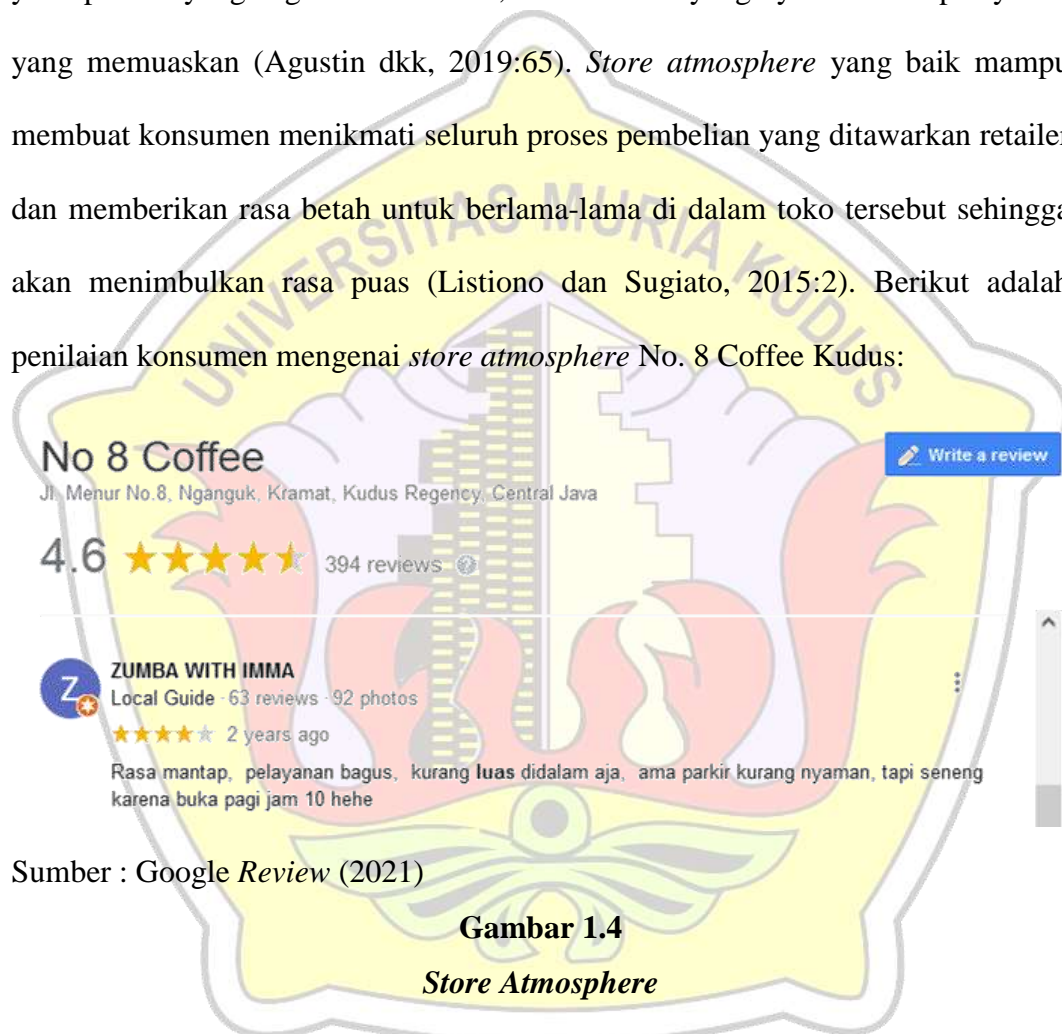 yang memuaskan (Agustin dkk, 2019:65). Store atmosphere yang baik mampu
membuat konsumen menikmati seluruh proses pembelian yang ditawarkan retailer
dan memberikan rasa betah untuk berlama-lama di dalam toko tersebut sehingga
akan menimbulkan rasa puas (Listiono dan Sugiato, 2015:2). Berikut adalah
penilaian konsumen mengenai store atmosphere No. 8 Coffee Kudus:
UNIVERSITAS MURIA KUDUS
No 8 Coffee
Write a review
Jl. Menur No.8, Nganguk, Kramat, Kudus Regency, Central Java
4.6 394 reviews
Z
ZUMBA WITH IMMA
Local Guide · 63 reviews · 92 photos
2 years ago
Rasa mantap, pelayanan bagus, kurang luas didalam aja, ama parkir kurang nyaman, tapi seneng
karena buka pagi jam 10 hehe
Sumber : Google Review (2021)
Gambar 1.4
Store Atmosphere